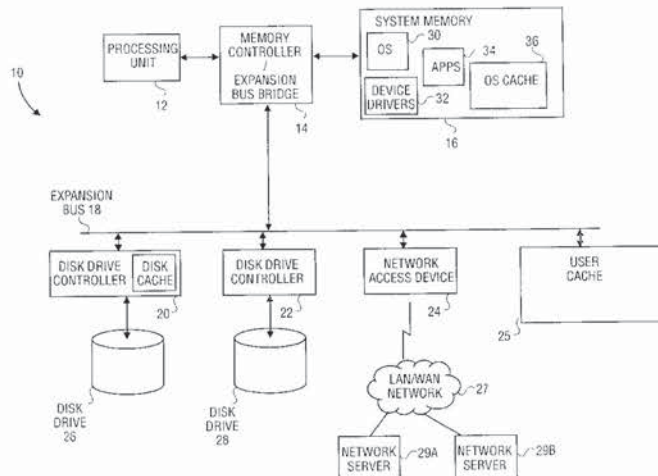 10
PROCESSING
UNIT
12
MEMORY
CONTROLLER
/
EXPANSION
BUS BRIDGE
14
SYSTEM MEMORY
OS
30
APPS
34
36
OS CACHE
DEVICE
DRIVERS
32
16
EXPANSION
BUS 18
DISK DRIVE
CONTROLLER
DISK
CACHE
20
DISK DRIVE
CONTROLLER
22
NETWORK
ACCESS DEVICE
24
USER
CACHE
25
DISK
DRIVE
26
DISK
DRIVE
28
LAN/WAN
NETWORK
27
NETWORK
SERVER
29A
NETWORK
SERVER
29B